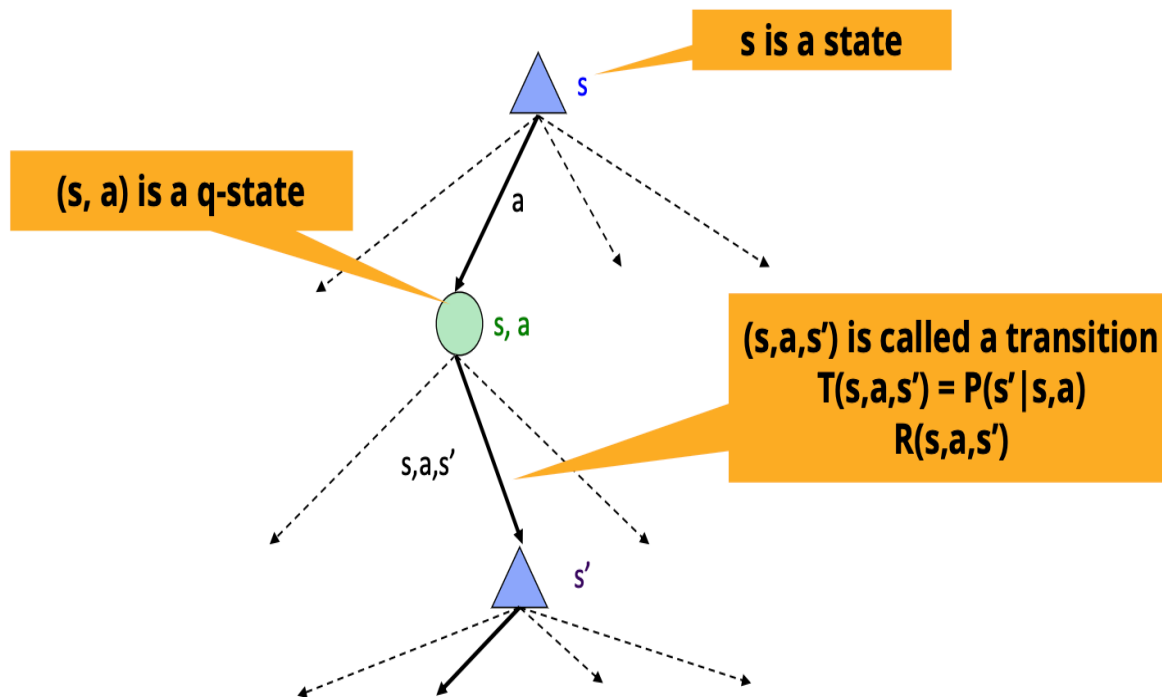 s is a state
s
(s, a) is a q-state
a
s, a
(s,a,s’) is called a transition
T(s,a,s’) = P(s’|s,a)
R(s,a,s’)
s,a,s’
s’